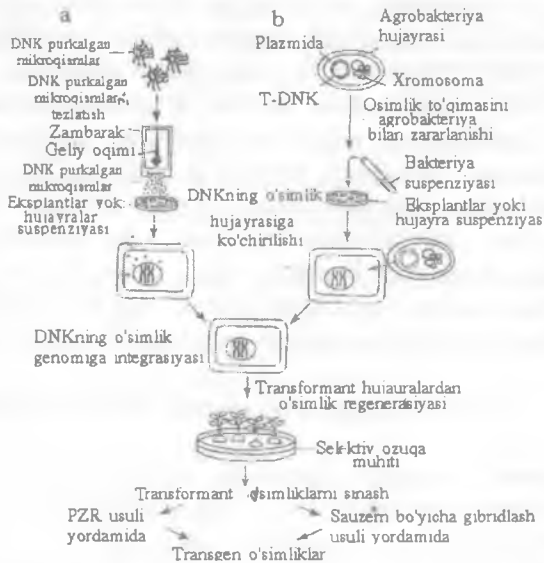 a
b
DNK purkalgan
mikroqismlar
DNK purkalgan
mikroqismlarni
tezlatish
Zambarak
Geliy oqimi
DNK purkalgan
mikroqismlar
Eksplantlar yoki
hujayralar
suspenziyasi
Plazmida
Agrobakteriya
hujayrasi
Xromosoma
T-DNK
Osimlik to'qimasini
agrobakteriya
bilan zararlanishi
Bakteriya
suspenziyasi
DNKning o'simlik
hujayrasiga
ko'chirilishi
Eksplantlar yoki
hujayra suspenziyas
DNKning o'simlik
genomiga integrasiyasi
Transformant hujauralardan
o'simlik regenerasiyasi
Selektiv ozuqa
muhiti
Transformant o'simliklarni sinash
PZR usuli
yordamida
Sauzern bo'yicha gibridlash
usuli yordamida
Transgen o'simliklar